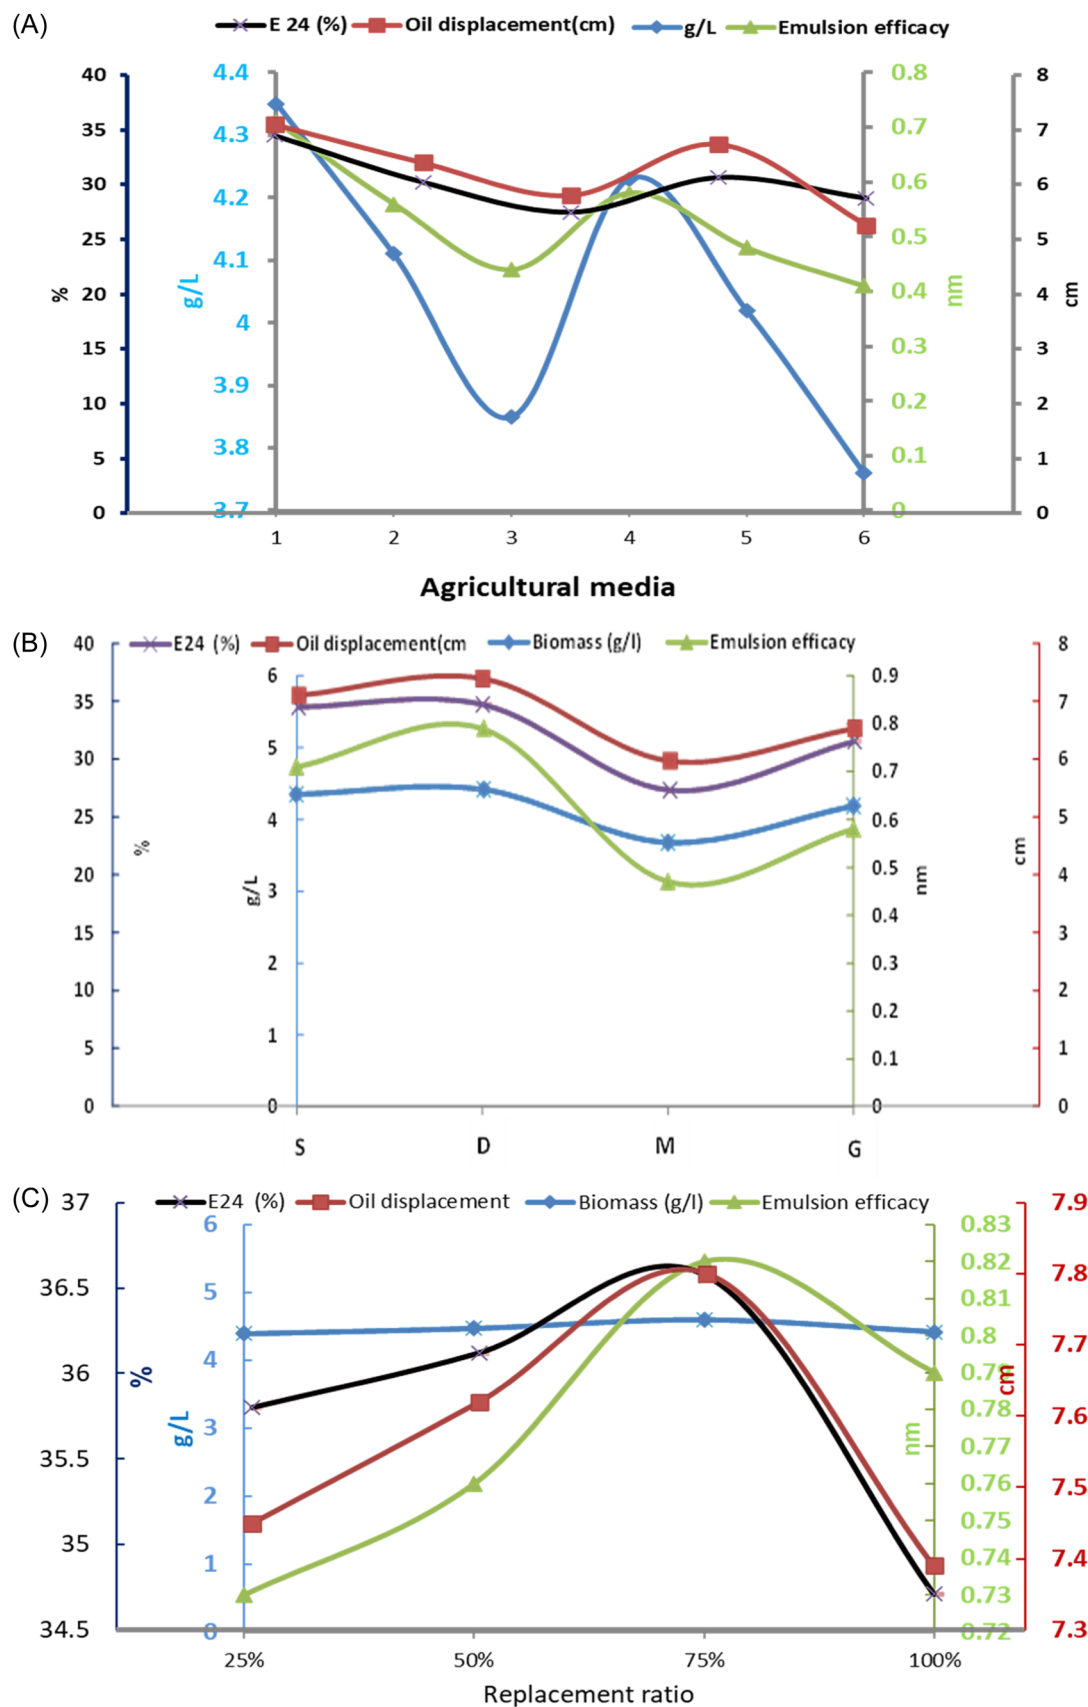 (A)
E 24 (%) Oil displacement(cm) g/L Emulsion efficacy
40 4.4 0.8 8
35 4.3 0.7 7
30 4.2 0.6 6
25 4.1 0.5 5
% g/L nm cm
20 4 0.4 4
15 3.9 0.3 3
10 3.8 0.2 2
5 0.1 1
0 3.7 0 0
1 2 3 4 5 6
Agricultural media
(B)
E24 (%) Oil displacement(cm Biomass (g/l) Emulsion efficacy
40 6 0.9 8
35 5 0.8 7
30 0.7 6
25 4 0.6 5
% g/L nm cm
20 3 0.5 4
0.4
15 2 0.3 3
10 0.2 2
5 1 0.1 1
0 0 0 0
S D M G
(C)
E24 (%) Oil displacement Biomass (g/l) Emulsion efficacy
37 6 0.83 7.9
0.82
36.5 5 0.81 7.8
0.8 7.7
36 4 0.79
% g/L nm cm
3 0.78 7.6
35.5 0.77
2 0.76 7.5
35 0.75
1 0.74 7.4
0.73
34.5 0 0.72 7.3
25% 50% 75% 100%
Replacement ratio